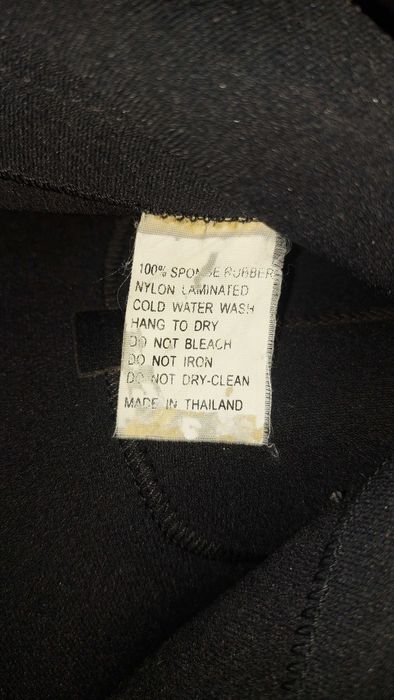 100% SPONGE RUBBER
NYLON LAMINATED
COLD WATER WASH
HANG TO DRY
DO NOT BLEACH
DO NOT IRON
DO NOT DRY-CLEAN
MADE IN THAILAND